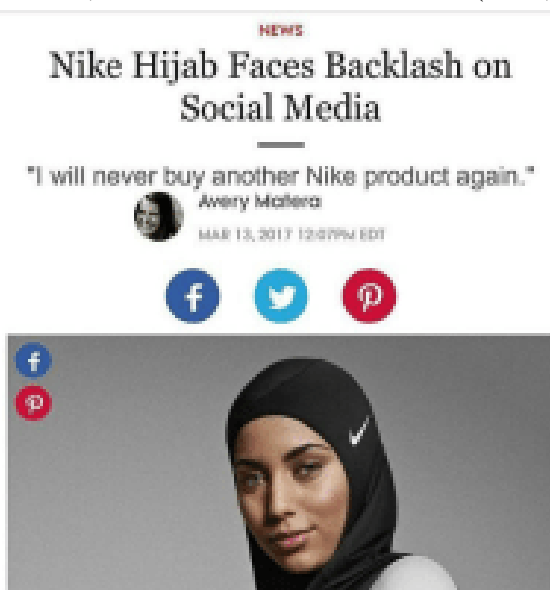 NEWS
Nike Hijab Faces Backlash on
Social Media
"I will never buy another Nike product again."
Avery Matera
MAR 13, 2017 12:07PM EDT